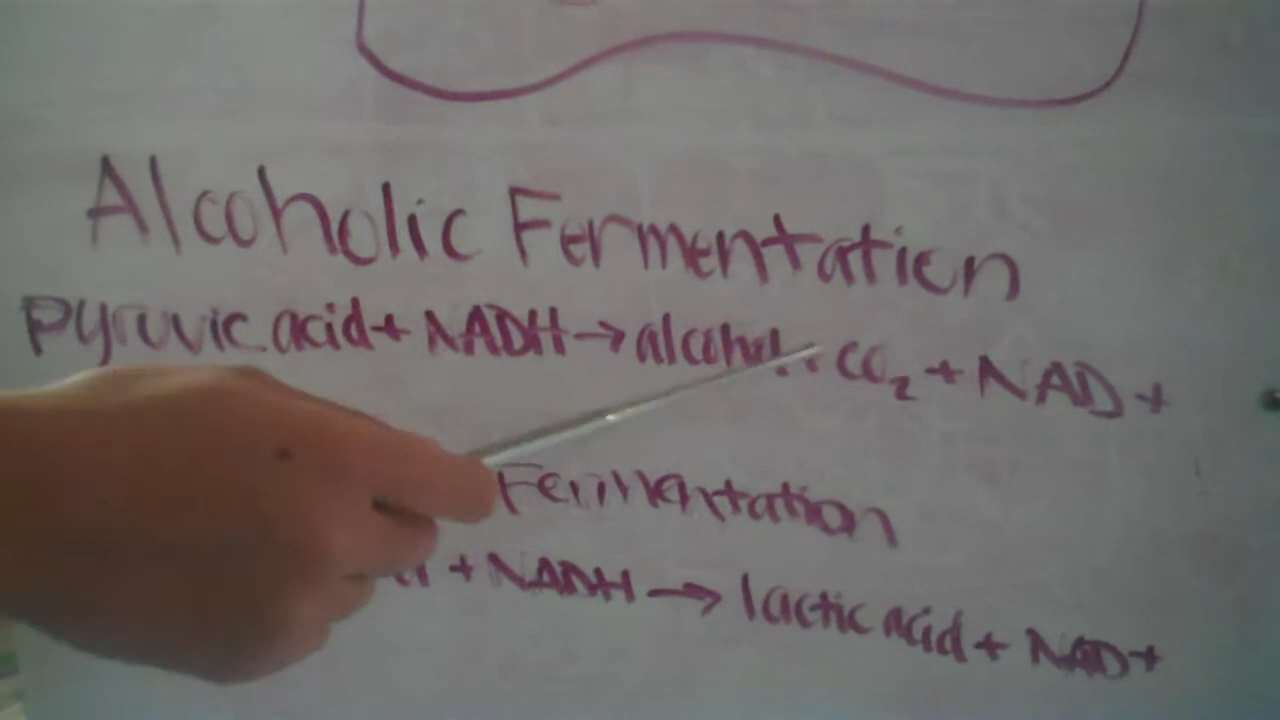 Alcoholic Fermentation
Pyruvic acid + NADH → alcohol + CO₂ + NAD+
Fermentation
+ NADH → lactic acid + NAD+